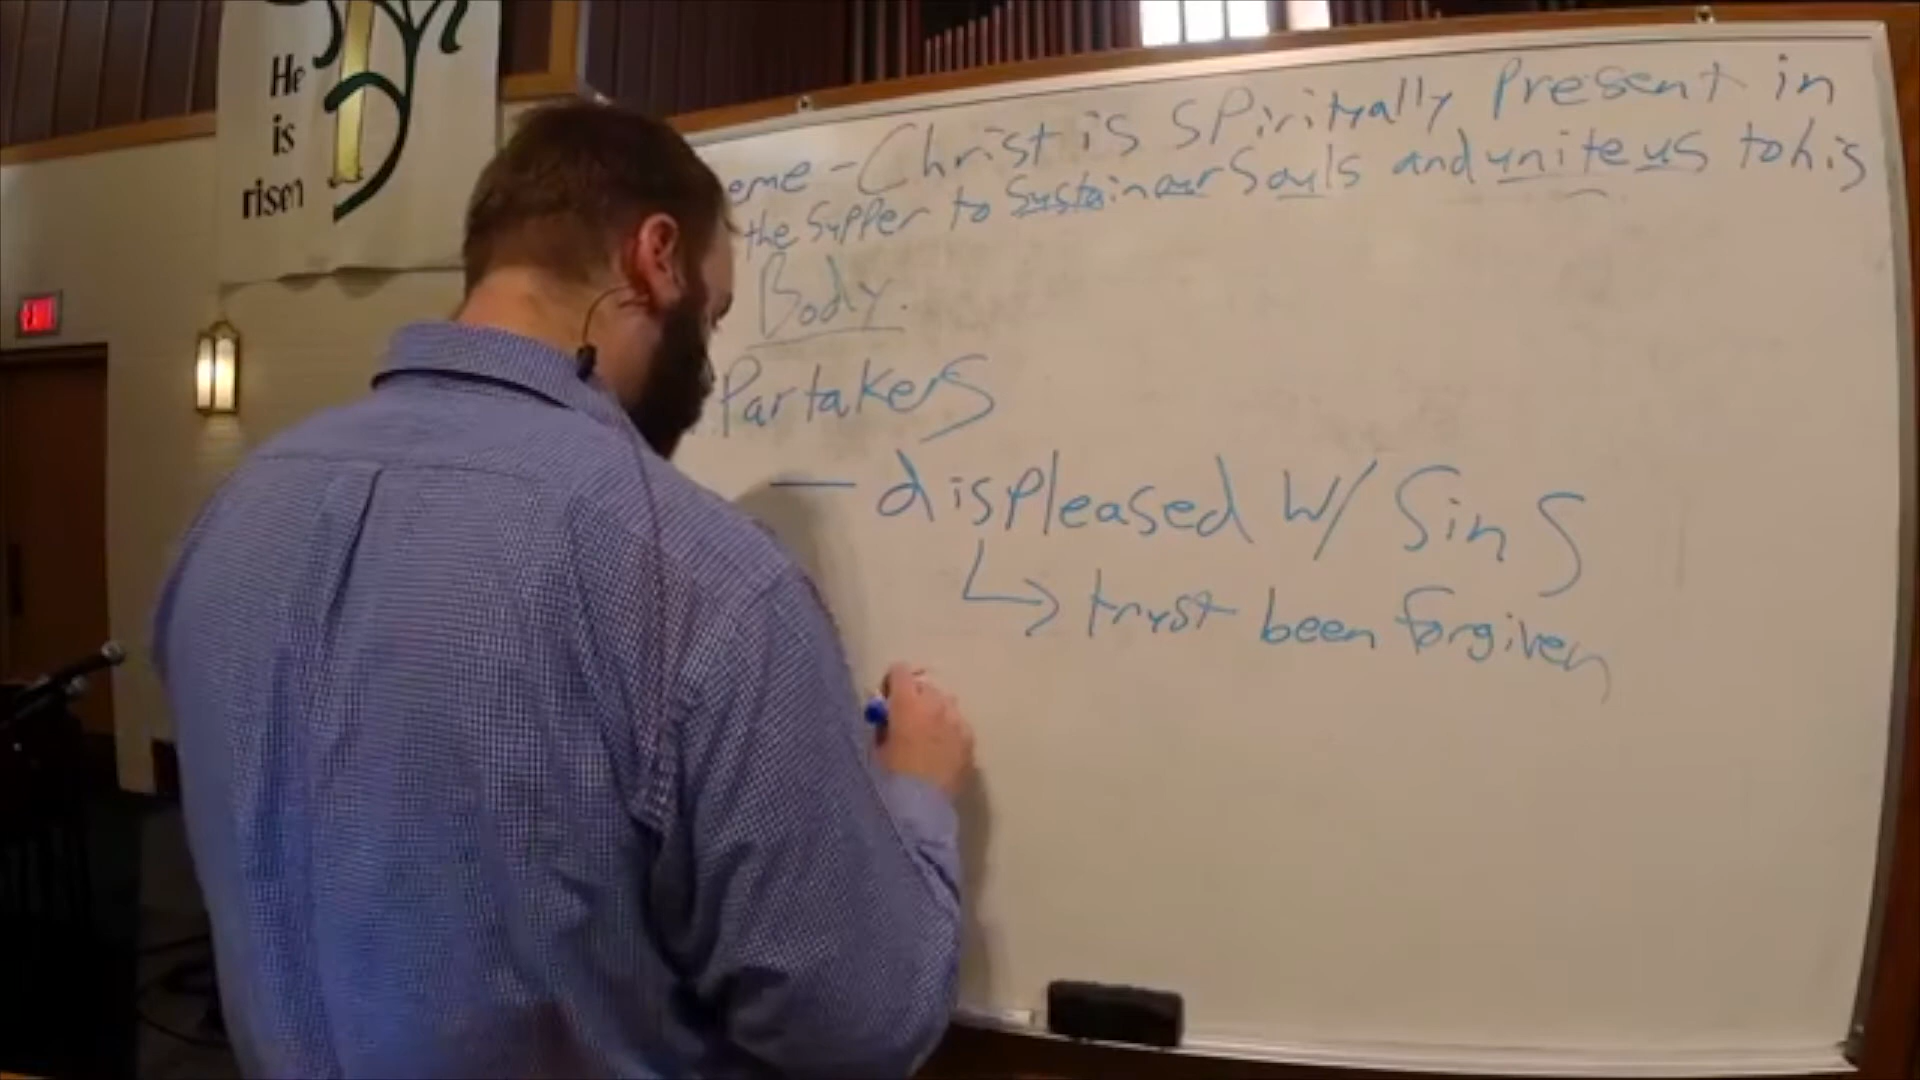 He
is
risen
EXIT
eme - Christ is spiritually present in
the Supper to sustain our Souls and unite us to his
Body.
Partakers
— displeased w/ Sins
↳ trust been forgiven